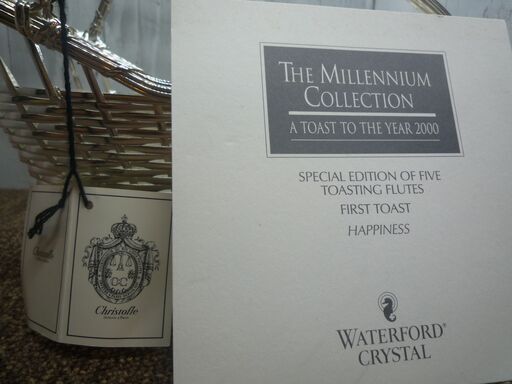 THE MILLENNIUM
COLLECTION
A TOAST TO THE YEAR 2000
SPECIAL EDITION OF FIVE
TOASTING FLUTES
FIRST TOAST
HAPPINESS
WATERFORD®
CRYSTAL
Christofle